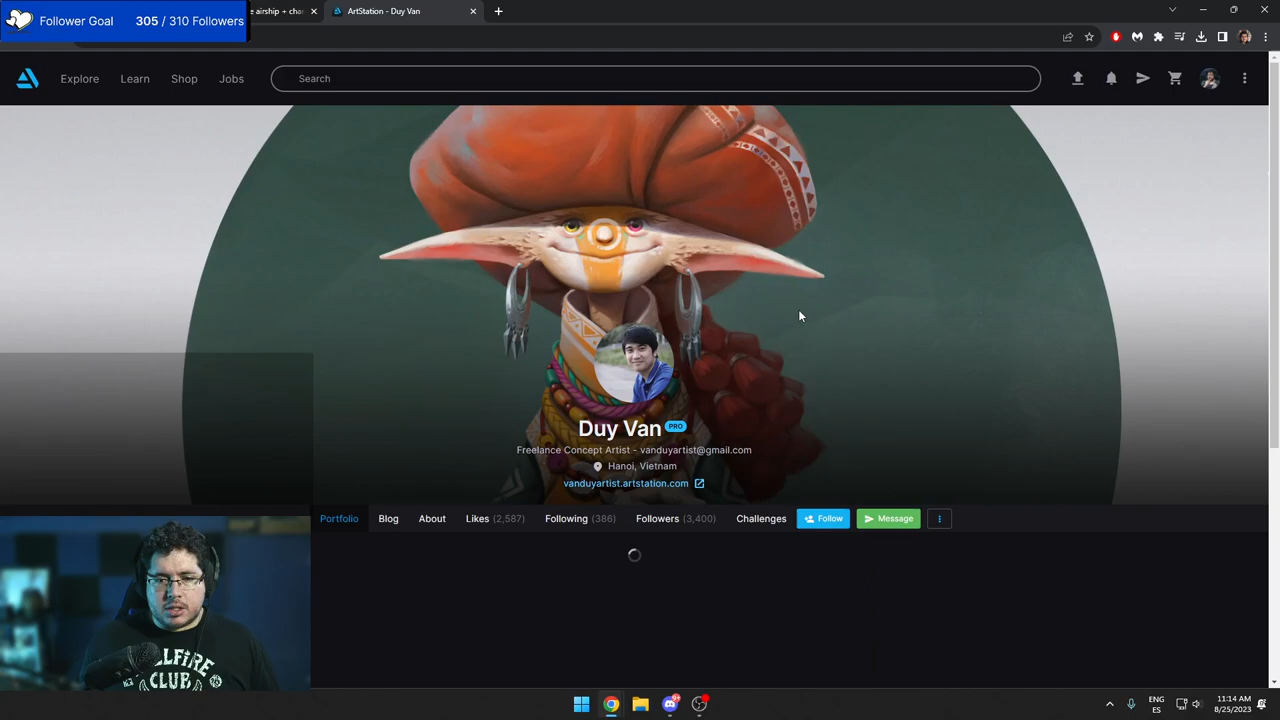 Follower Goal 305 / 310 Followers
e airship + cha
ArtStation - Duy Van
Explore Learn Shop Jobs Search
Duy Van PRO
Freelance Concept Artist - vanduyartist@gmail.com
Hanoi, Vietnam
vanduyartist.artstation.com
Portfolio Blog About Likes (2,587) Following (386) Followers (3,400) Challenges Follow Message
HELLFIRE
CLUB
ENG
ES
11:14 AM
8/25/2023